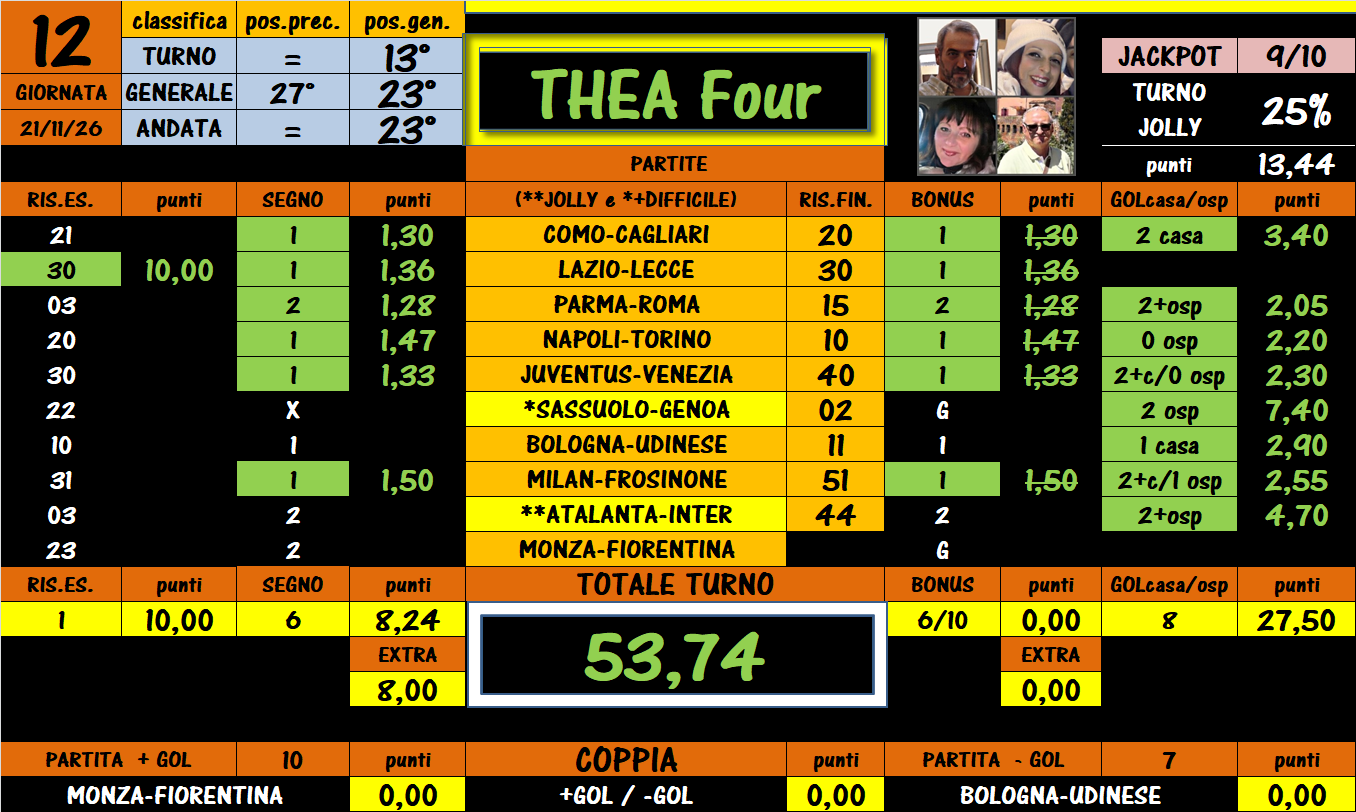 12 classifica pos.prec. pos.gen.
TURNO = 13°
GIORNATA GENERALE 27° 23°
21/11/26 ANDATA = 23°
THEA Four
JACKPOT 9/10
TURNO JOLLY 25%
punti 13,44
PARTITE
RIS.ES. punti SEGNO punti (**JOLLY e *+DIFFICILE) RIS.FIN. BONUS punti GOLcasa/osp punti
21 1 1,30 COMO-CAGLIARI 20 1 1,30 2 casa 3,40
30 10,00 1 1,36 LAZIO-LECCE 30 1 1,36
03 2 1,28 PARMA-ROMA 15 2 1,28 2+osp 2,05
20 1 1,47 NAPOLI-TORINO 10 1 1,47 0 osp 2,20
30 1 1,33 JUVENTUS-VENEZIA 40 1 1,33 2+c/0 osp 2,30
22 X *SASSUOLO-GENOA 02 G 2 osp 7,40
10 1 BOLOGNA-UDINESE 11 1 1 casa 2,90
31 1 1,50 MILAN-FROSINONE 51 1 1,50 2+c/1 osp 2,55
03 2 **ATALANTA-INTER 44 2 2+osp 4,70
23 2 MONZA-FIORENTINA G
RIS.ES. punti SEGNO punti TOTALE TURNO BONUS punti GOLcasa/osp punti
1 10,00 6 8,24 53,74 6/10 0,00 8 27,50
EXTRA EXTRA
8,00 0,00
PARTITA + GOL 10 punti COPPIA punti PARTITA - GOL 7 punti
MONZA-FIORENTINA 0,00 +GOL / -GOL 0,00 BOLOGNA-UDINESE 0,00